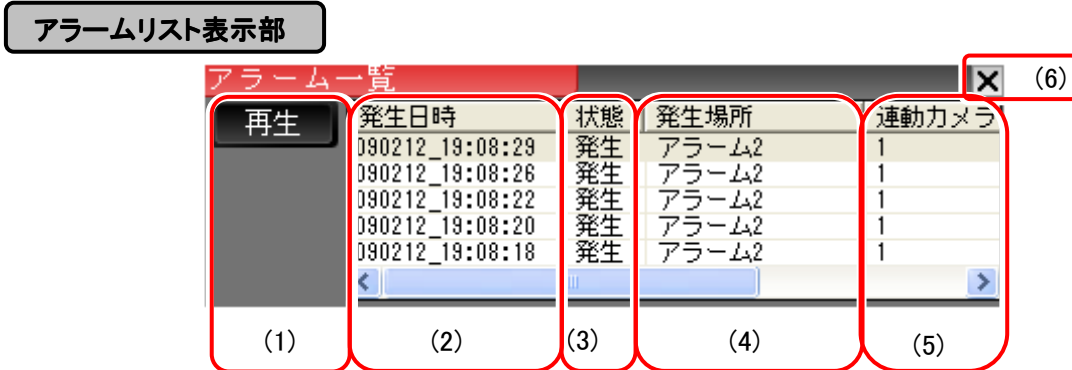 アラームリスト表示部
アラーム一覧
(6)
再生
発生日時 状態 発生場所 連動カメラ
090212_19:08:29 発生 アラーム2 1
090212_19:08:26 発生 アラーム2 1
090212_19:08:22 発生 アラーム2 1
090212_19:08:20 発生 アラーム2 1
090212_19:08:18 発生 アラーム2 1
(1) (2) (3) (4) (5)